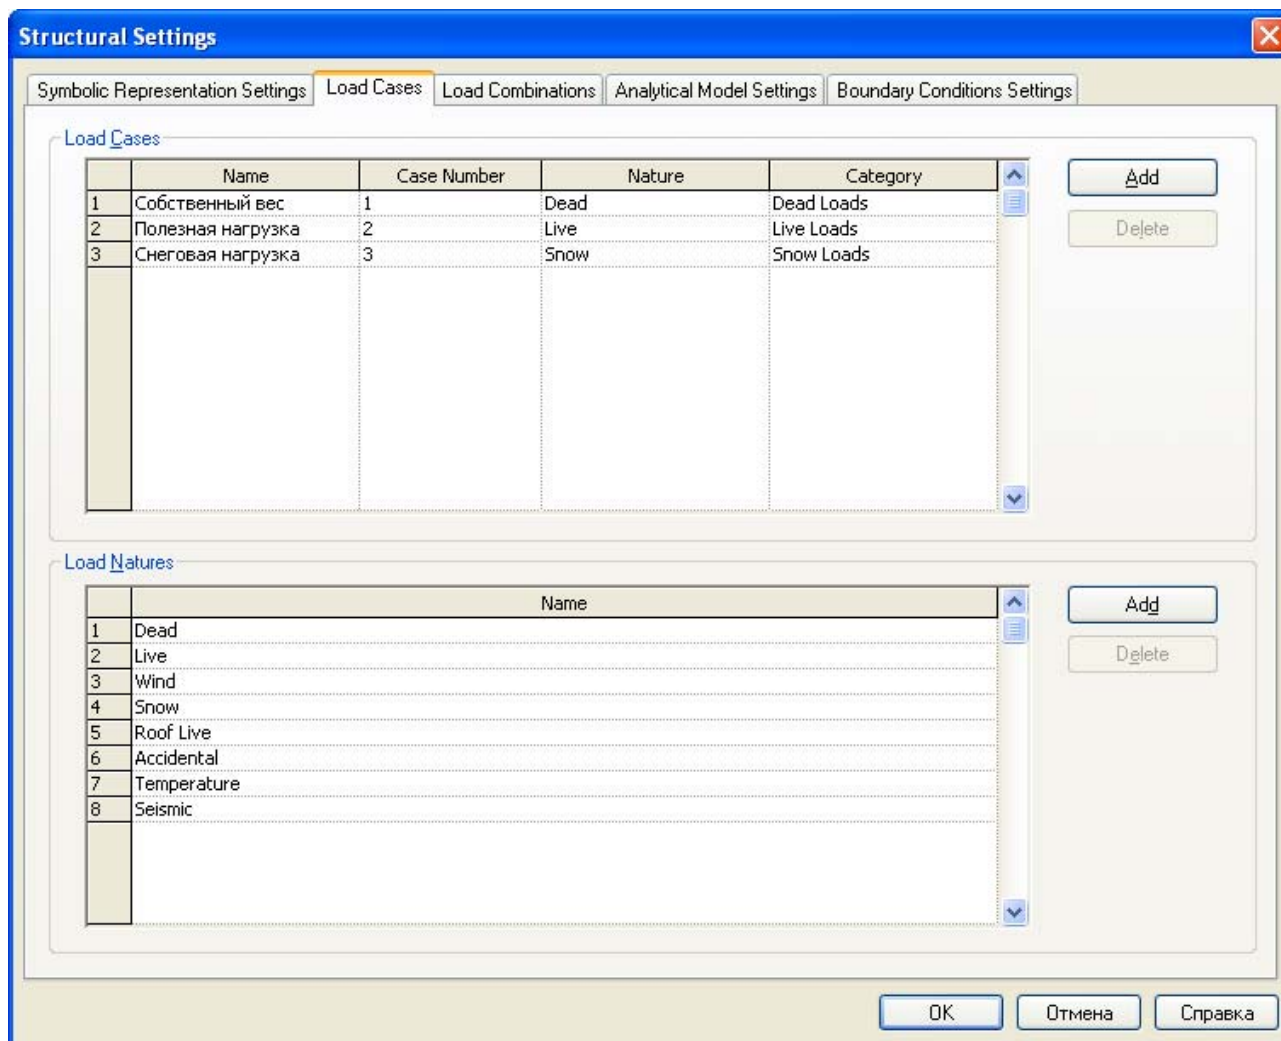 Structural Settings
Symbolic Representation Settings Load Cases Load Combinations Analytical Model Settings Boundary Conditions Settings
Load Cases
Name Case Number Nature Category
1 Собственный вес 1 Dead Dead Loads
2 Полезная нагрузка 2 Live Live Loads
3 Снеговая нагрузка 3 Snow Snow Loads
Add
Delete
Load Natures
Name
1 Dead
2 Live
3 Wind
4 Snow
5 Roof Live
6 Accidental
7 Temperature
8 Seismic
Add
Delete
OK Отмена Справка